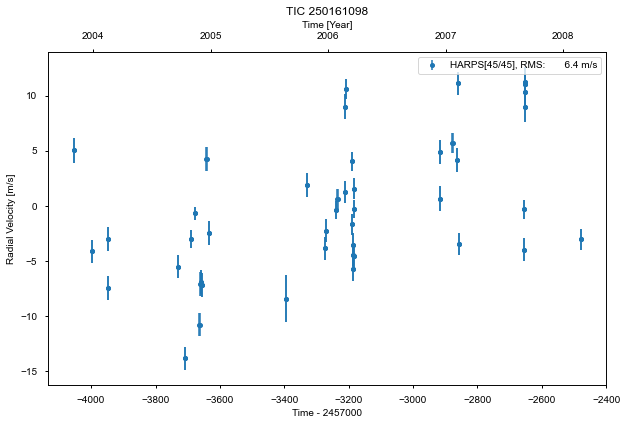 TIC 250161098
Time [Year]
2004 2005 2006 2007 2008
HARPS[45/45], RMS: 6.4 m/s
Radial Velocity [m/s]
10
5
0
−5
−10
−15
−4000 −3800 −3600 −3400 −3200 −3000 −2800 −2600 −2400
Time - 2457000